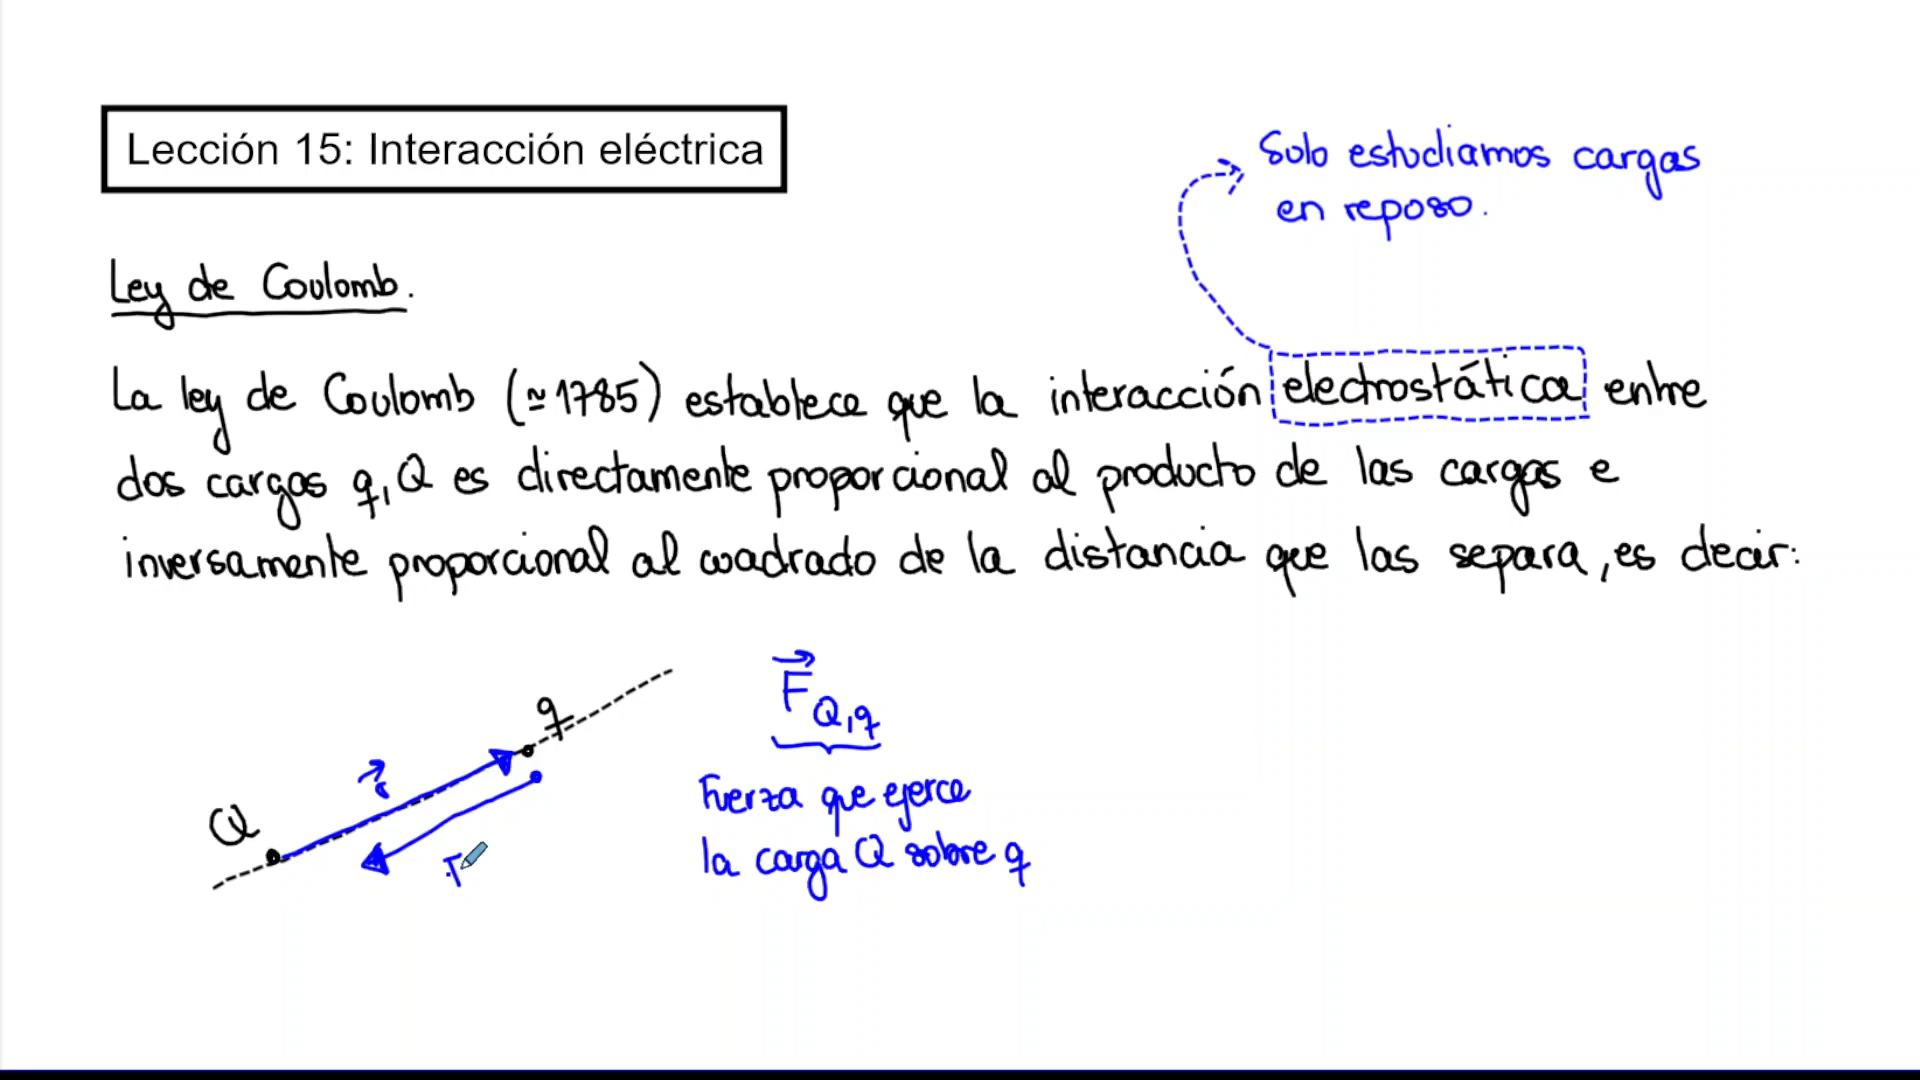 Lección 15: Interacción eléctrica
Solo estudiamos cargas
en reposo.
Ley de Coulomb.
La ley de Coulomb (≃1785) establece que la interacción electrostática entre
dos cargas q, Q es directamente proporcional al producto de las cargas e
inversamente proporcional al cuadrado de la distancia que las separa, es decir:
q
Q
F Q,q
Fuerza que ejerce
la carga Q sobre q